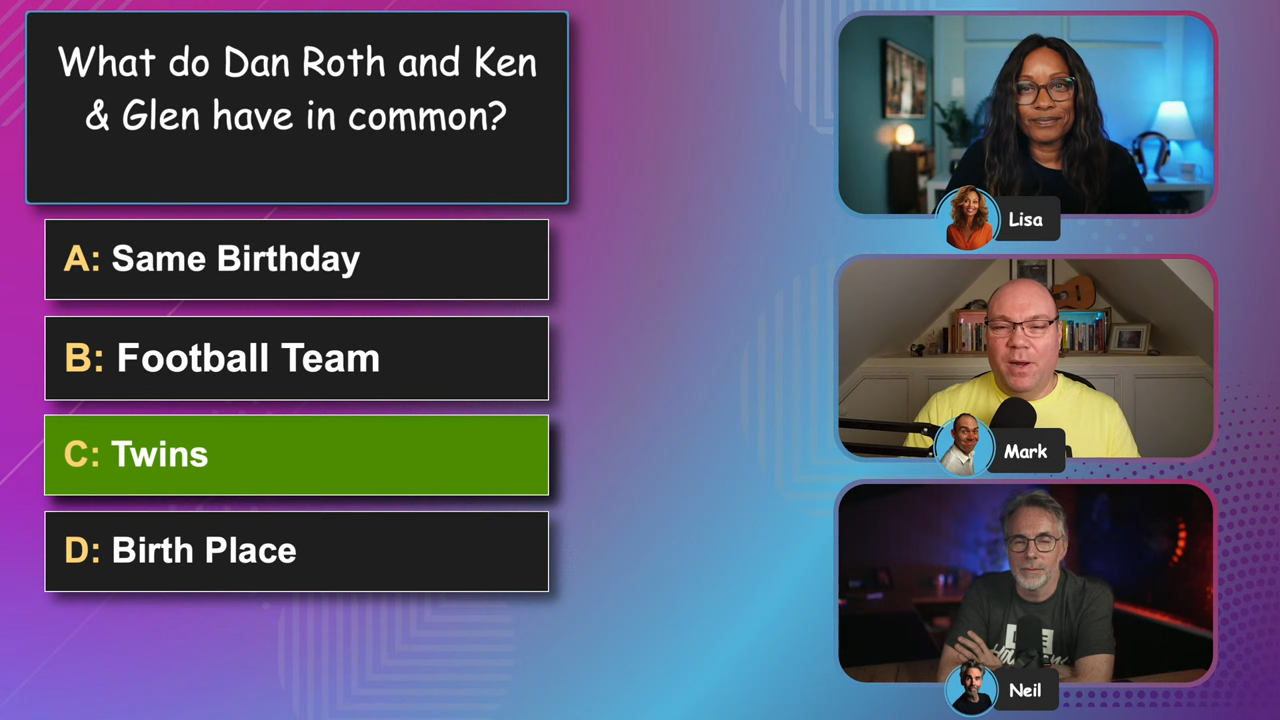 What do Dan Roth and Ken
& Glen have in common?
A: Same Birthday
B: Football Team
C: Twins
D: Birth Place
Lisa
Mark
Neil